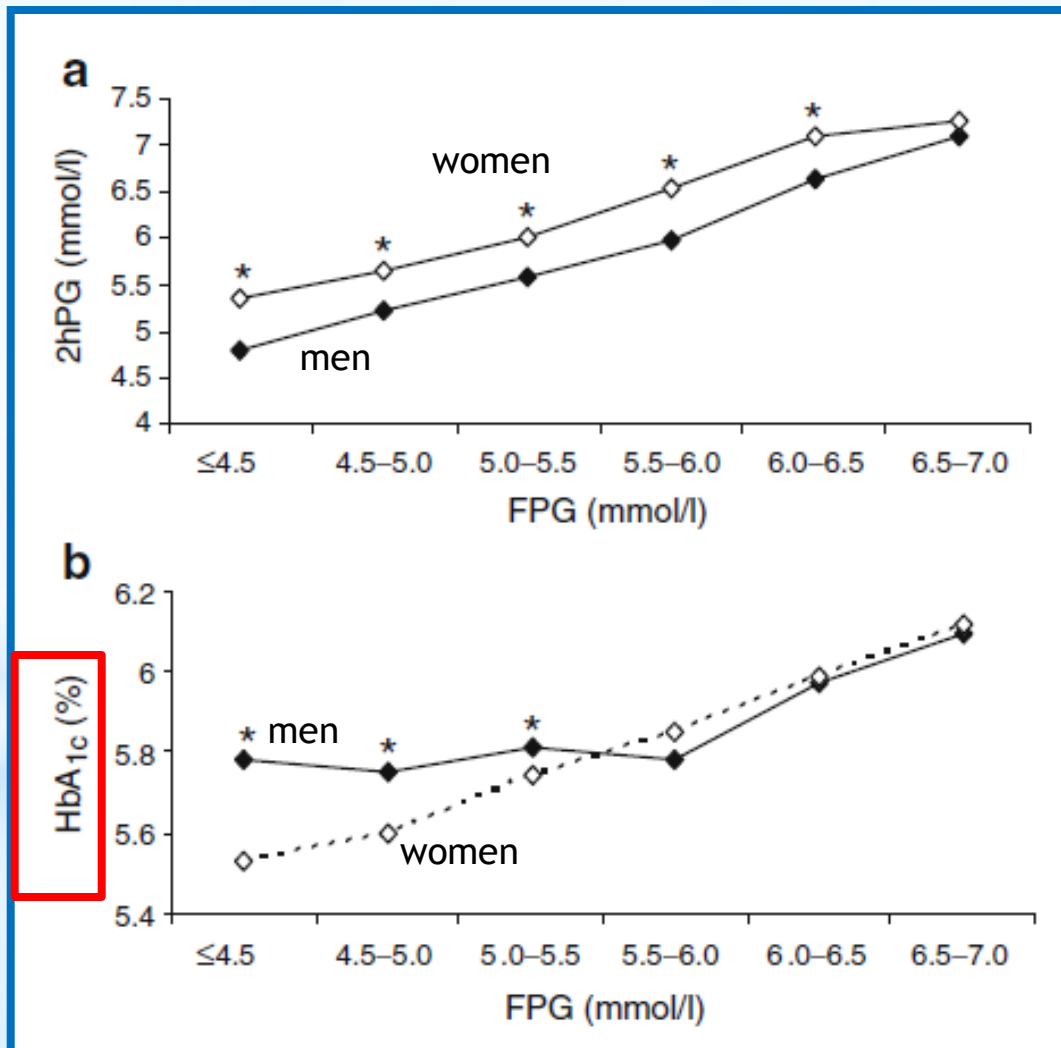 a
7.5
7
6.5
6
5.5
5
4.5
4
2hPG (mmol/l)
* * * * *
women
men
≤4.5 4.5–5.0 5.0–5.5 5.5–6.0 6.0–6.5 6.5–7.0
FPG (mmol/l)
b
6.2
6
5.8
5.6
5.4
HbA1c (%)
* * *
men
women
≤4.5 4.5–5.0 5.0–5.5 5.5–6.0 6.0–6.5 6.5–7.0
FPG (mmol/l)